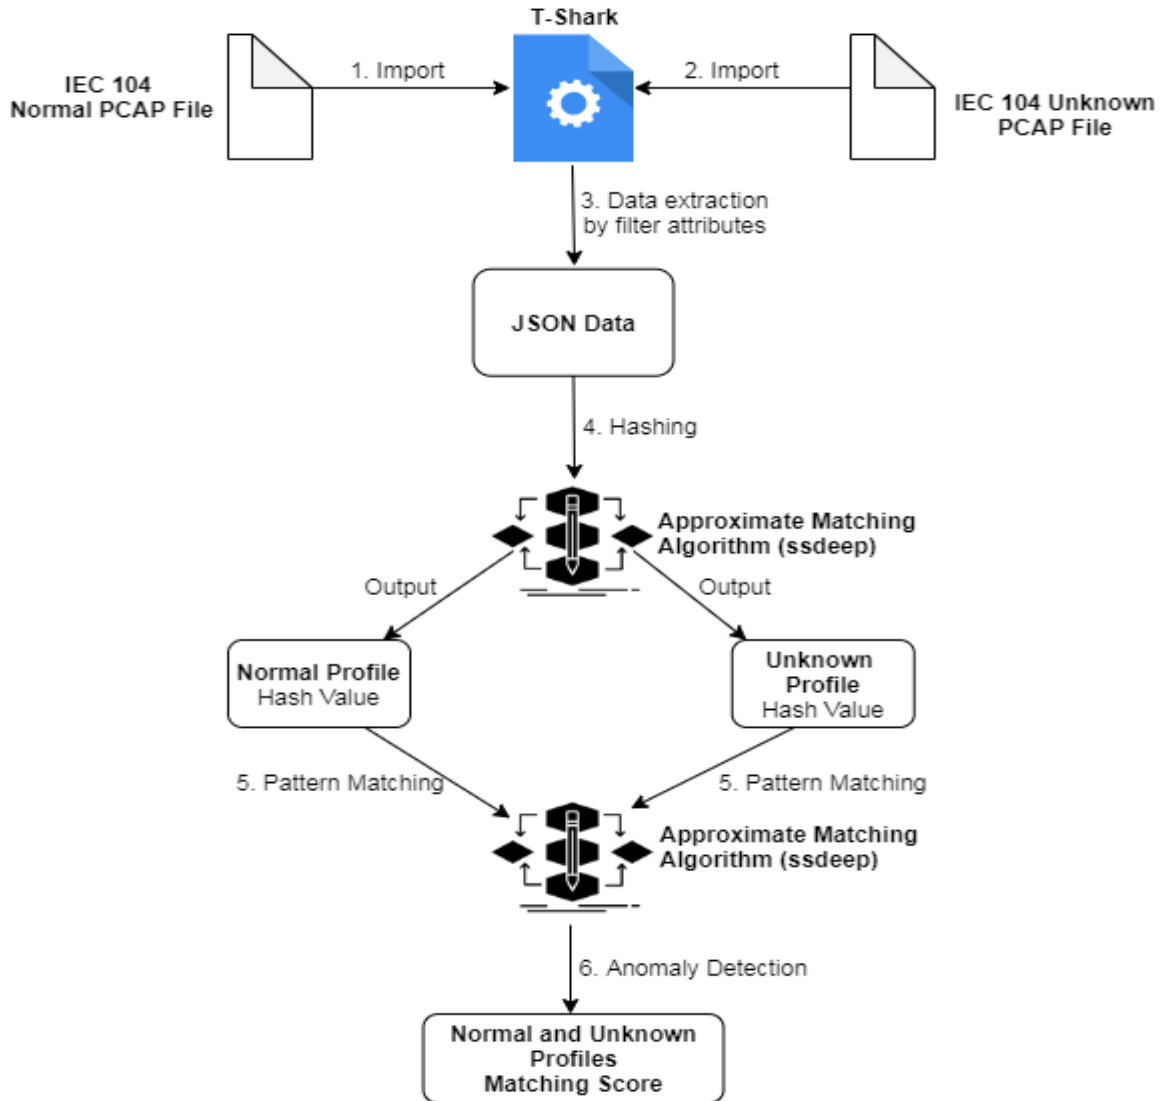 T-Shark
IEC 104
Normal PCAP File
1. Import
2. Import
IEC 104 Unknown
PCAP File
3. Data extraction
by filter attributes
JSON Data
4. Hashing
Approximate Matching
Algorithm (ssdeep)
Output
Output
Normal Profile
Hash Value
Unknown
Profile
Hash Value
5. Pattern Matching
5. Pattern Matching
Approximate Matching
Algorithm (ssdeep)
6. Anomaly Detection
Normal and Unknown
Profiles
Matching Score